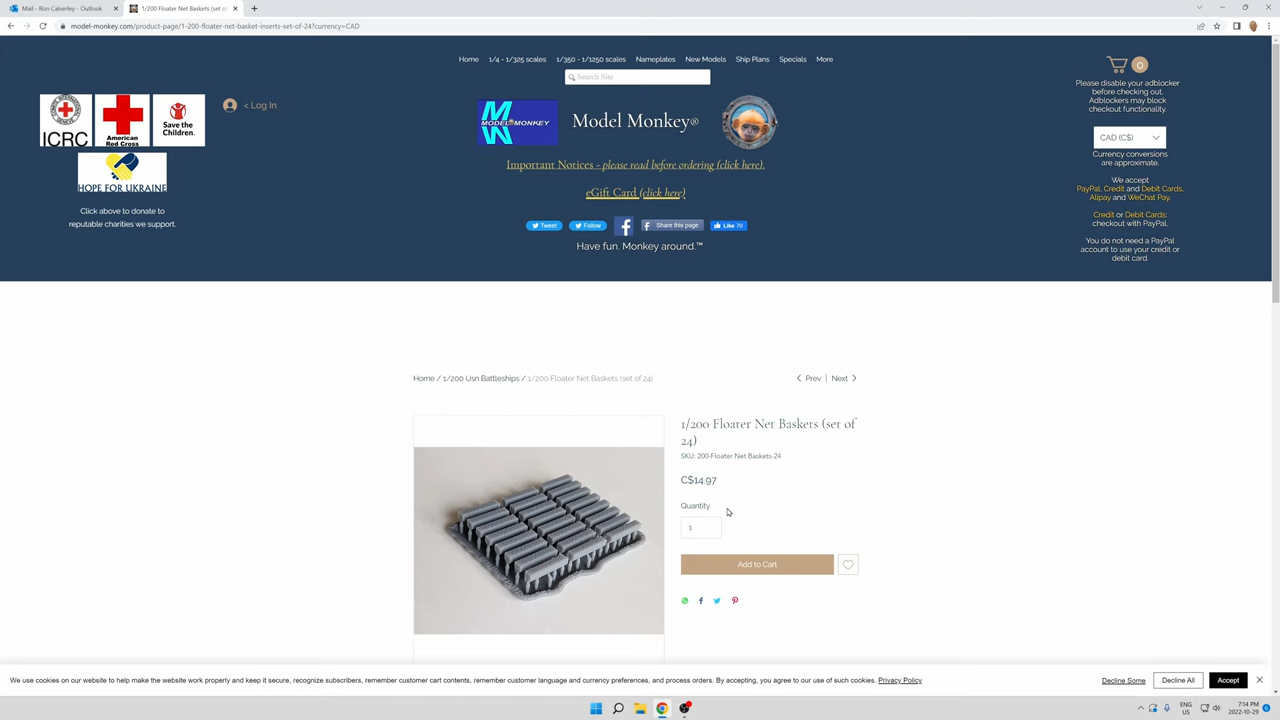 Mail - Ron Calverley - Outlook
1/200 Floater Net Baskets (set of
model-monkey.com/product-page/1-200-floater-net-basket-inserts-set-of-24?currency=CAD
Home
1/4 - 1/325 scales
1/350 - 1/1250 scales
Nameplates
New Models
Ship Plans
Specials
More
Search Site
0
Please disable your adblocker
before checking out.
Adblockers may block
checkout functionality.
CAD (C$)
Currency conversions
are approximate.
We accept
PayPal, Credit and Debit Cards,
Alipay and WeChat Pay.
Credit or Debit Cards:
checkout with PayPal.
You do not need a PayPal
account to use your credit or
debit card.
ICRC
American
Red Cross
Save the
Children.
HOPE FOR UKRAINE
Click above to donate to
reputable charities we support.
< Log In
MODEL MONKEY
Model Monkey®
Important Notices - please read before ordering (click here).
eGift Card (click here)
Tweet
Follow
Share this page
Like 70
Have fun. Monkey around.™
Home / 1/200 Usn Battleships / 1/200 Floater Net Baskets (set of 24)
Prev | Next
1/200 Floater Net Baskets (set of
24)
SKU: 200-Floater Net Baskets-24
C$14.97
Quantity
1
Add to Cart
We use cookies on our website to help make the website work properly and keep it secure, recognize subscribers, remember customer cart contents, remember customer language and currency preferences, and process orders. By accepting, you agree to our use of such cookies. Privacy Policy
Decline Some
Decline All
Accept
ENG
US
7:14 PM
2022-10-29